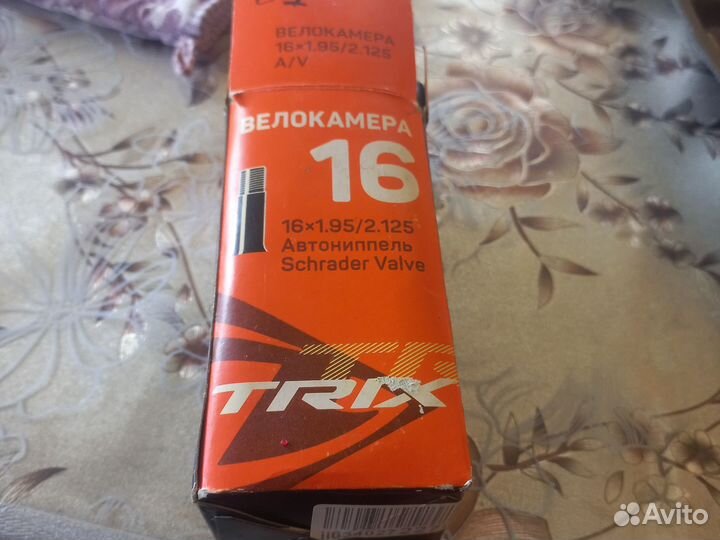 ВЕЛОКАМЕРА
16×1.95/2.125
A/V
ВЕЛОКАМЕРА
16
16×1.95/2.125
Автониппель
Schrader Valve
TRIX
Avito